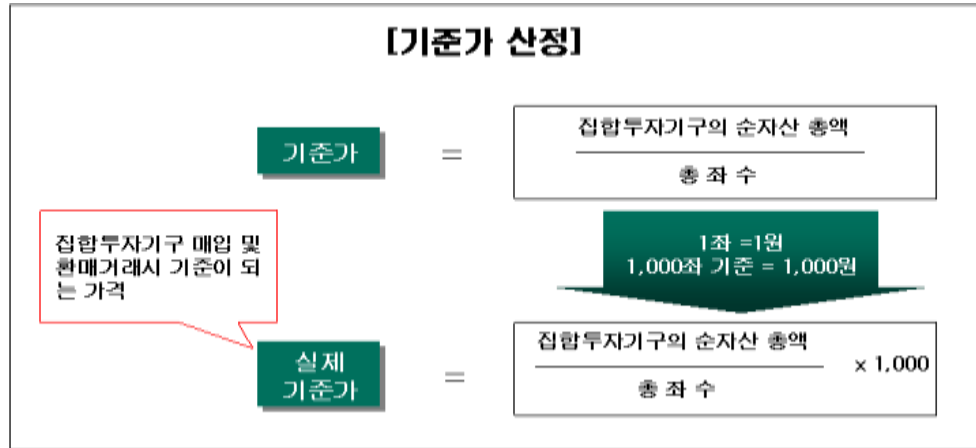 [기준가 산정]
기준가 = 집합투자기구의 순자산 총액
총 좌 수
1좌 =1원
1,000좌 기준 = 1,000원
집합투자기구 매입 및
환매거래시 기준이 되
는 가격
실제
기준가 = 집합투자기구의 순자산 총액
총 좌 수
x 1,000